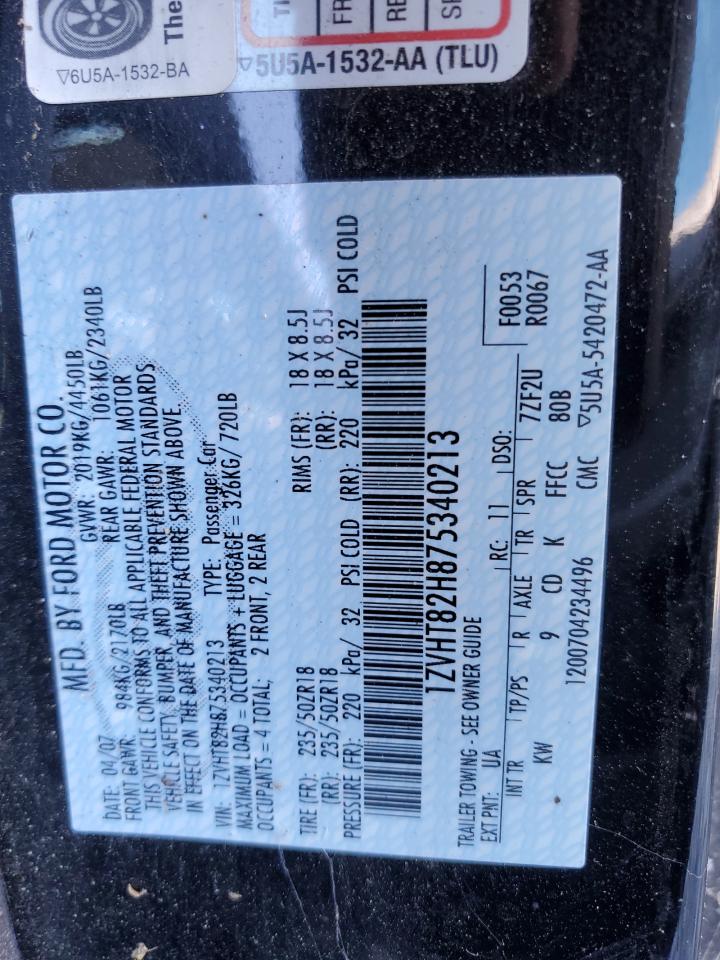 The
▽6U5A-1532-BA
FR
RE
▽5U5A-1532-AA (TLU)
MFD. BY FORD MOTOR CO.
DATE: 04/07 GVWR: 2019KG/4450LB
FRONT GAWR: 984KG/2170LB REAR GAWR: 1061KG/2340LB
THIS VEHICLE CONFORMS TO ALL APPLICABLE FEDERAL MOTOR
VEHICLE SAFETY, BUMPER, AND THEFT PREVENTION STANDARDS
IN EFFECT ON THE DATE OF MANUFACTURE SHOWN ABOVE.
VIN: 1ZVHT82H875340213 TYPE: Passenger Car
MAXIMUM LOAD = OCCUPANTS + LUGGAGE = 326KG/720LB
OCCUPANTS = 4 TOTAL; 2 FRONT, 2 REAR
TIRE (FR): 235/50ZR18 RIMS (FR): 18 X 8.5J
(RR): 235/50ZR18 (RR): 18 X 8.5J
PRESSURE (FR): 220 kPa/ 32 PSI COLD (RR): 220 kPa/ 32 PSI COLD
1ZVHT82H875340213
TRAILER TOWING - SEE OWNER GUIDE
EXT PNT: UA RC: 11 DSO: F0053
R0067
INT TR TP/PS R AXLE TR SPR 7ZF2U
KW 9 CD K FFCC 80B
1200704234496 CMC ▽5U5A-5420472-AA